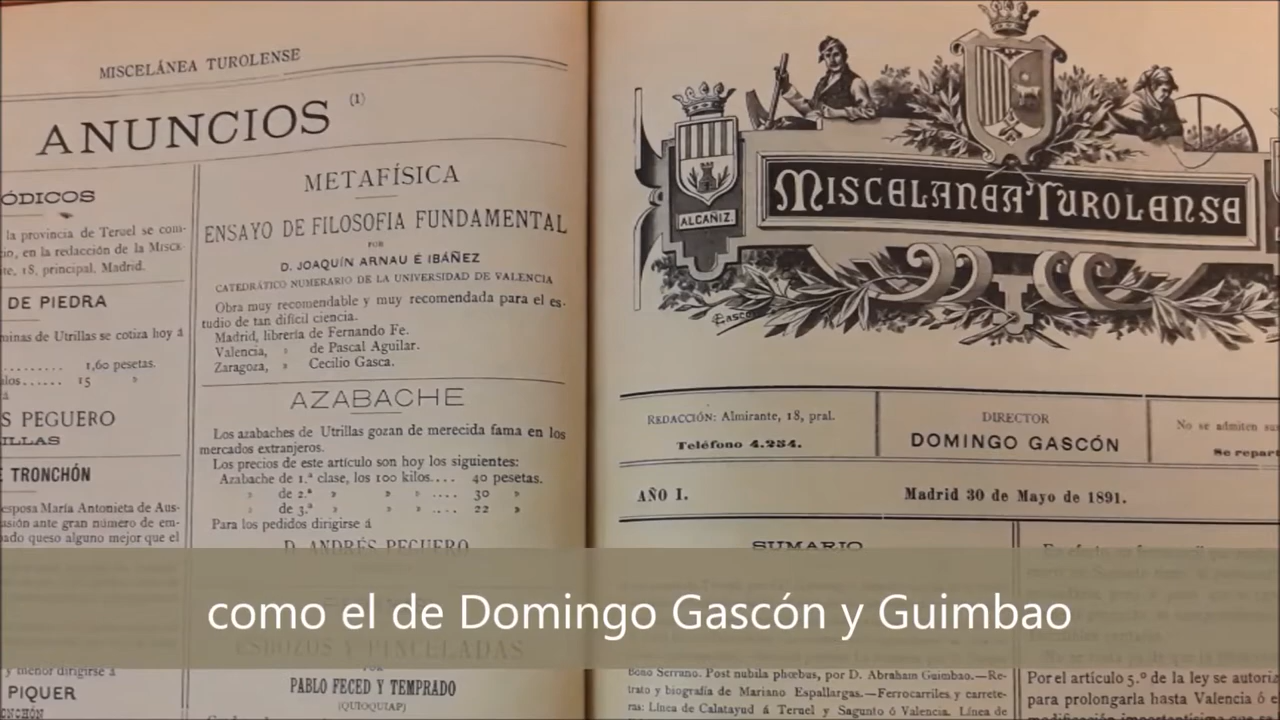 MISCELÁNEA TUROLENSE
ANUNCIOS (1)
ÓDICOS
la provincia de Teruel se com-
en la redacción de la MISCE-
18, principal. Madrid.
DE PIEDRA
minas de Utrillas se cotiza hoy á
1,60 pesetas.
15 »
PEGUERO
TRONCHÓN
esposa María Antonieta de Aus-
ante gran número de em-
queso alguno mejor que el
y menor dirigirse á
PIQUER
METAFÍSICA
ENSAYO DE FILOSOFIA FUNDAMENTAL
POR
D. JOAQUÍN ARNAU É IBÁÑEZ
CATEDRÁTICO NUMERARIO DE LA UNIVERSIDAD DE VALENCIA
Obra muy recomendable y muy recomendada para el es-
tudio de tan difícil ciencia.
Madrid, librería de Fernando Fe.
Valencia, » de Pascal Aguilar.
Zaragoza, » Cecilio Gasca.
AZABACHE
Los azabaches de Utrillas gozan de merecida fama en los
mercados extranjeros.
Los precios de este artículo son hoy los siguientes:
Azabache de 1.ª clase, los 100 kilos.... 40 pesetas.
» de 2.ª » » .... 30 »
» de 3.ª » » .... 22 »
Para los pedidos dirigirse á
D. ANDRÉS PEGUERO
ESBOZOS Y PINCELADAS
POR
PABLO FECED Y TEMPRADO
(QUIOQUIAP)
ALCAÑIZ.
MISCELANEA TUROLENSE
Gascón
REDACCIÓN: Almirante, 18, pral.
Teléfono 4.234.
DIRECTOR
DOMINGO GASCÓN
No se admiten
Se
AÑO I.
Madrid 30 de Mayo de 1891.
SUMARIO
Bono Serrano. Post nubila phœbus, por D. Abraham Guimbao.—Re-
trato y biografía de Mariano Espallargas.—Ferrocarriles y carrete-
ras: Línea de Calatayud á Teruel y Sagunto ó Valencia. Línea de
Por el artículo 5.º de la ley se
para prolongarla hasta Valencia ó
como el de Domingo Gascón y Guimbao